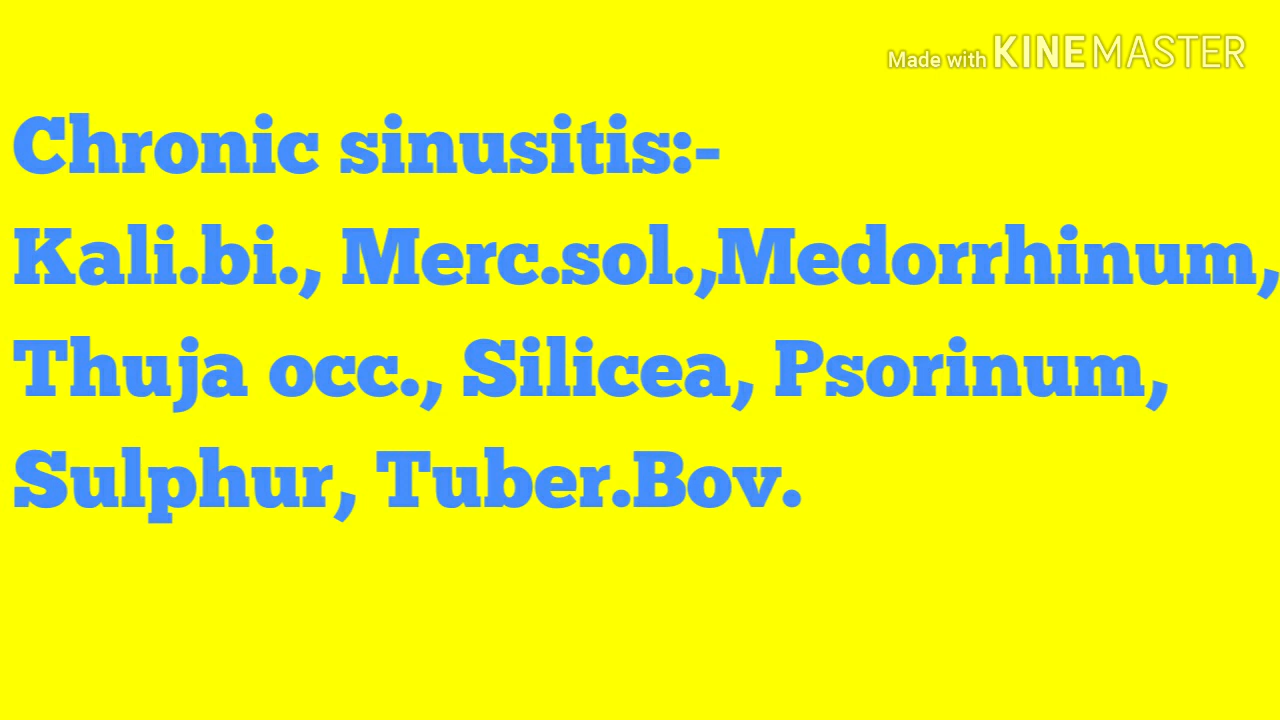 Made with KINEMASTER
Chronic sinusitis:-
Kali.bi., Merc.sol.,Medorrhinum,
Thuja occ., Silicea, Psorinum,
Sulphur, Tuber.Bov.